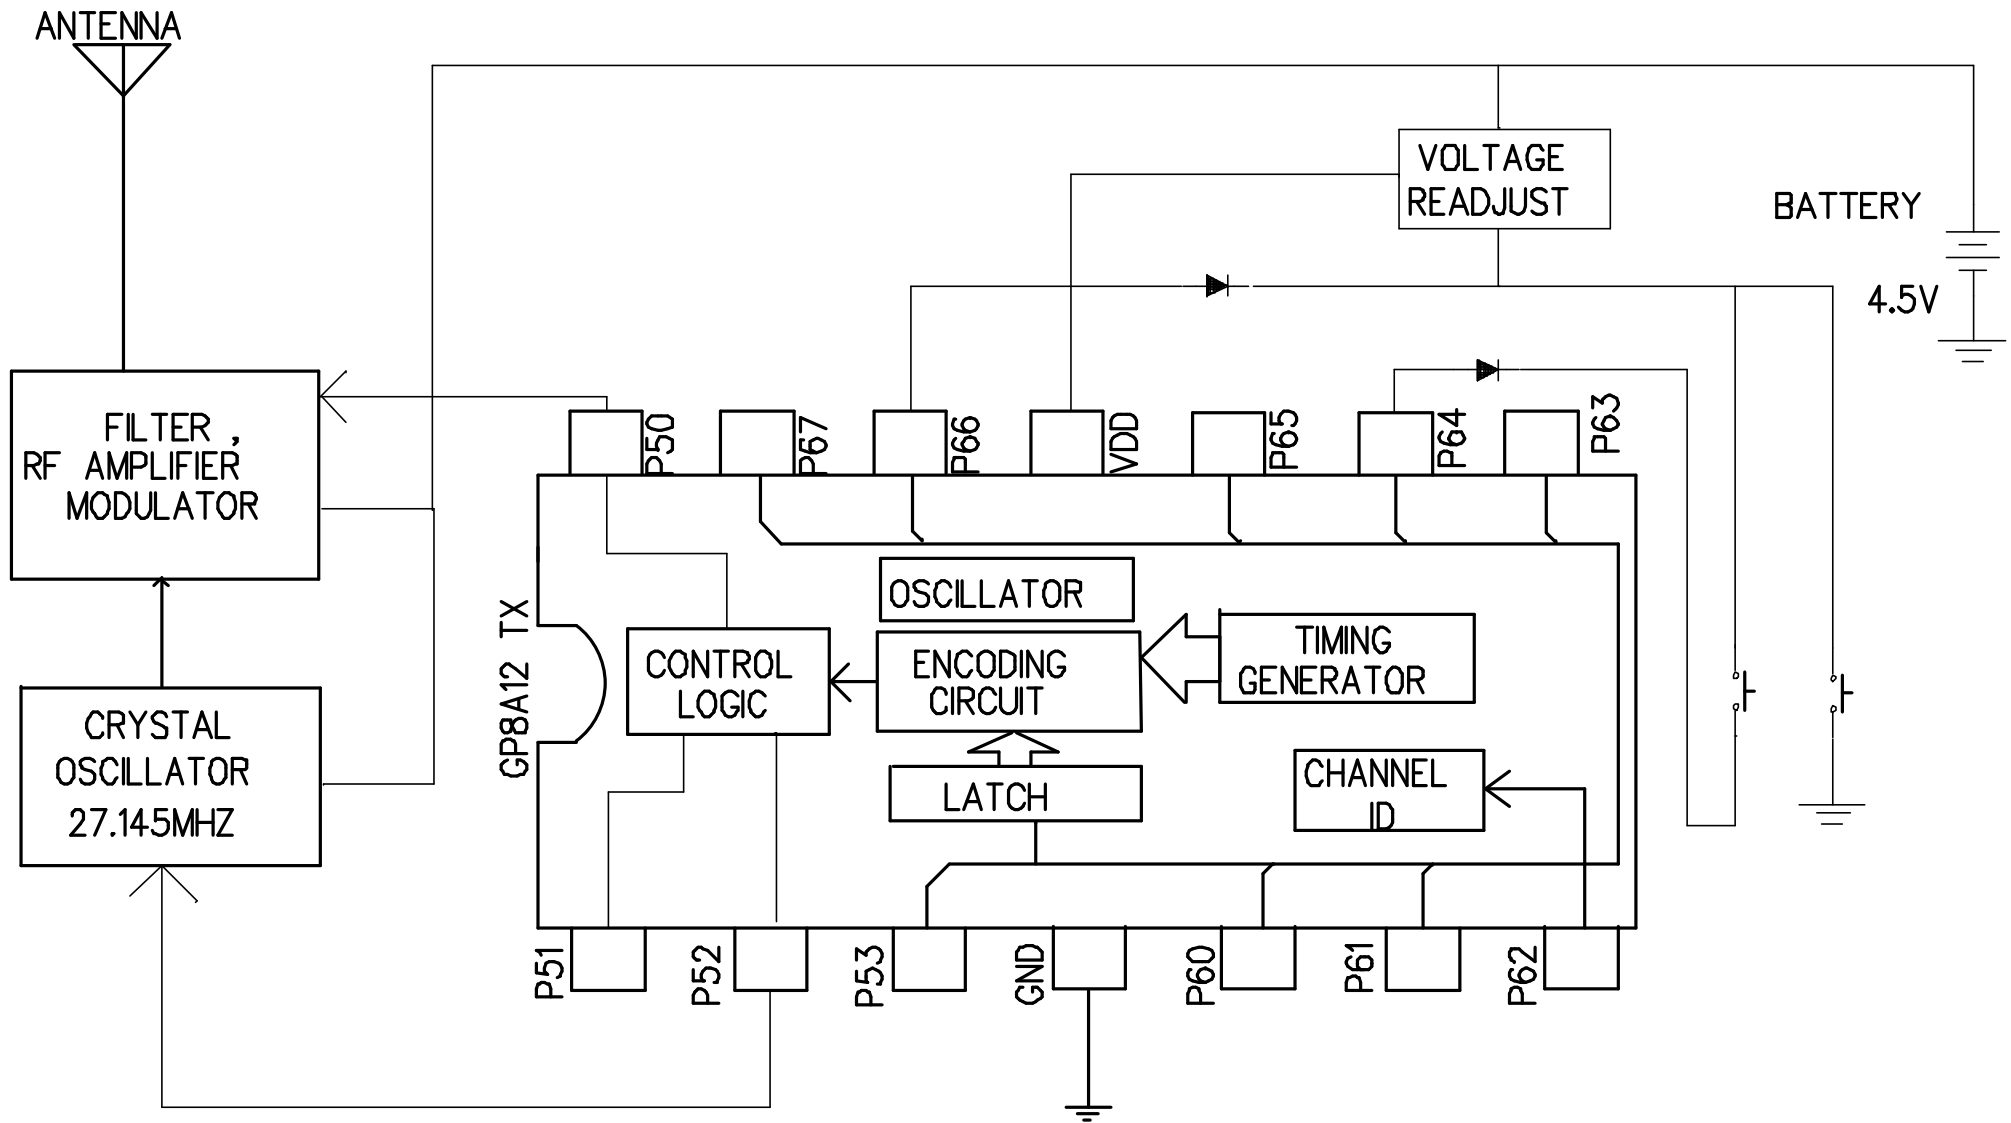 ANTENNA
VOLTAGE
READJUST
BATTERY
4.5V
FILTER ,
RF AMPLIFIER
MODULATOR
P50
P67
P66
VDD
P65
P64
P63
OSCILLATOR
GP8A12 TX
CONTROL
LOGIC
ENCODING
CIRCUIT
TIMING
GENERATOR
CRYSTAL
OSCILLATOR
27.145MHZ
LATCH
CHANNEL
ID
P51
P52
P53
GND
P60
P61
P62